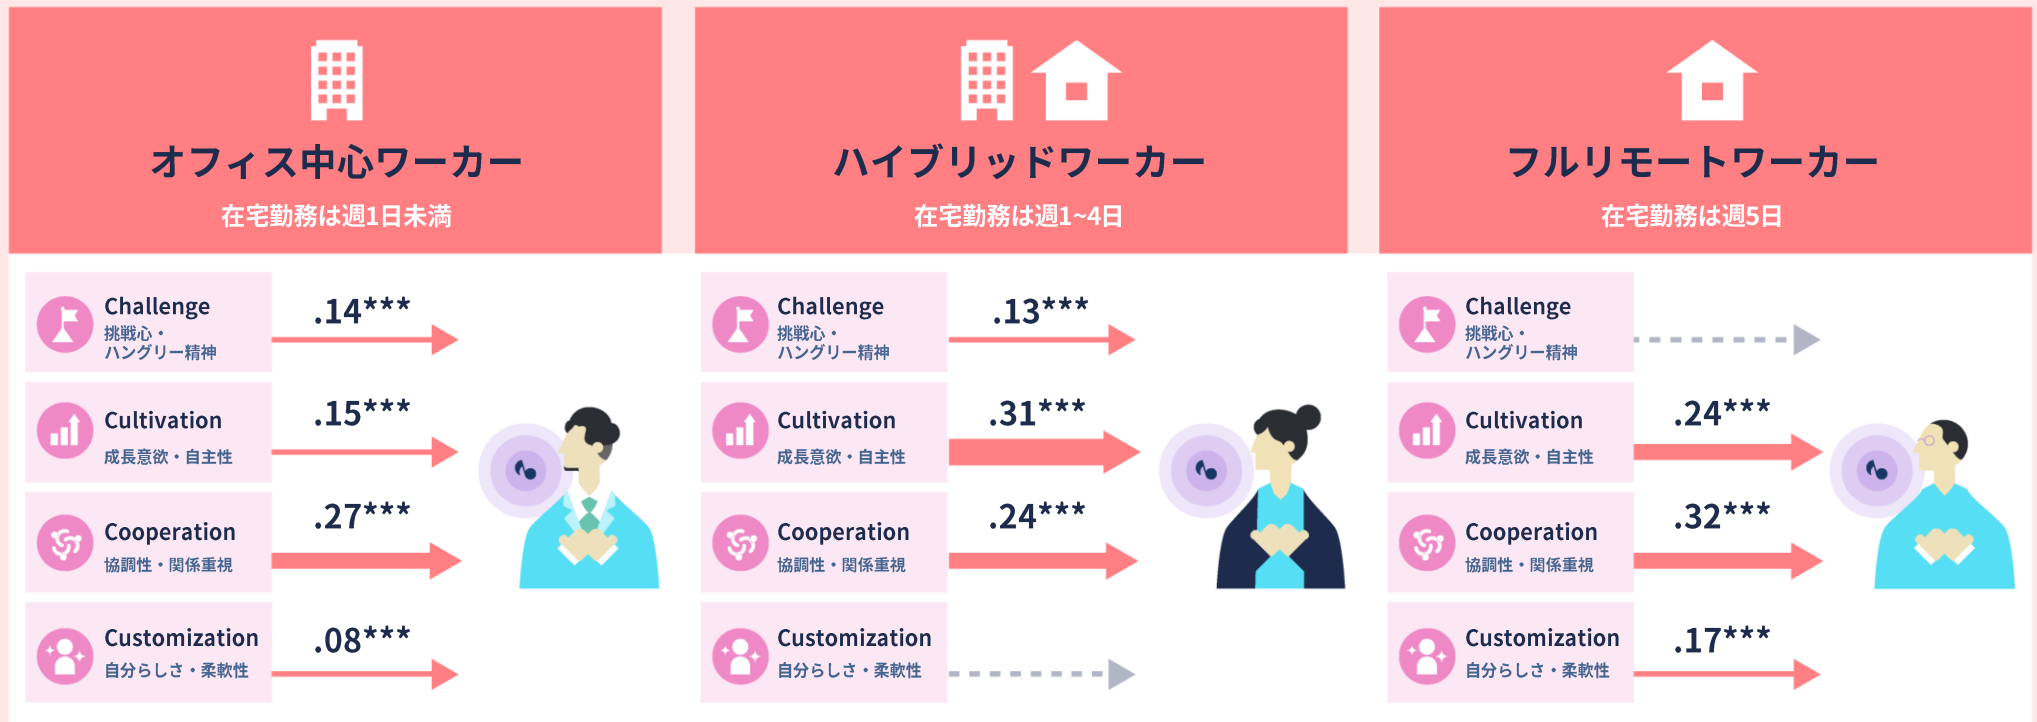 オフィス中心ワーカー
在宅勤務は週1日未満
Challenge
挑戦心・
ハングリー精神
.14***
Cultivation
成長意欲・自主性
.15***
Cooperation
協調性・関係重視
.27***
Customization
自分らしさ・柔軟性
.08***
ハイブリッドワーカー
在宅勤務は週1~4日
Challenge
挑戦心・
ハングリー精神
.13***
Cultivation
成長意欲・自主性
.31***
Cooperation
協調性・関係重視
.24***
Customization
自分らしさ・柔軟性
フルリモートワーカー
在宅勤務は週5日
Challenge
挑戦心・
ハングリー精神
Cultivation
成長意欲・自主性
.24***
Cooperation
協調性・関係重視
.32***
Customization
自分らしさ・柔軟性
.17***